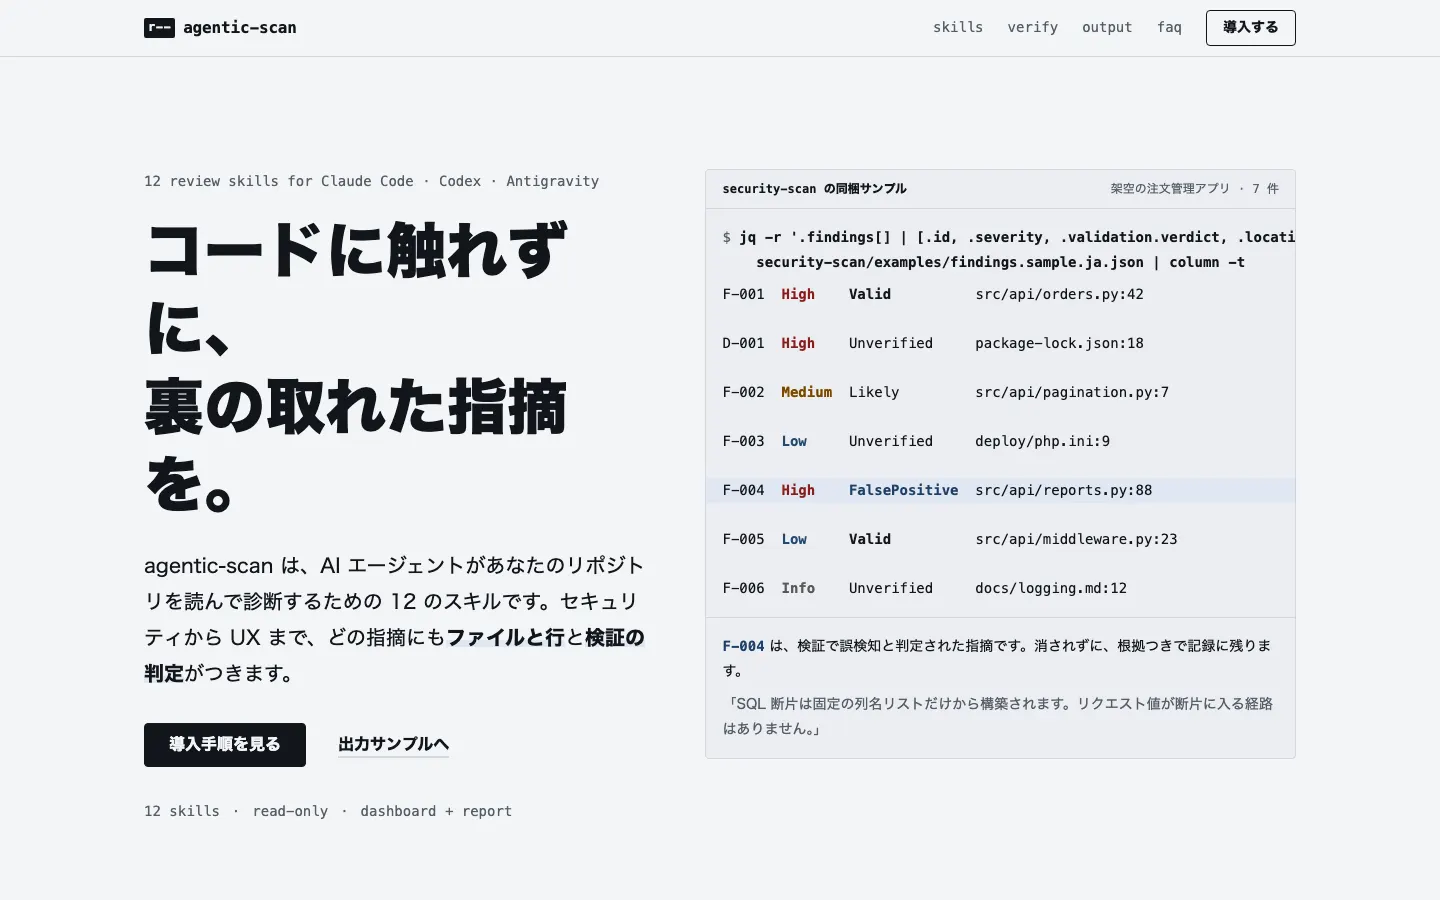 r-- agentic-scan
skills verify output faq 導入する
12 review skills for Claude Code · Codex · Antigravity
コードに触れず
に、
裏の取れた指摘
を。
agentic-scan は、AI エージェントがあなたのリポジト
リを読んで診断するための 12 のスキルです。セキュリ
ティから UX まで、どの指摘にもファイルと行と検証の
判定がつきます。
導入手順を見る 出力サンプルへ
12 skills · read-only · dashboard + report
security-scan の同梱サンプル 架空の注文管理アプリ · 7 件
$ jq -r '.findings[] | [.id, .severity, .validation.verdict, .locati
security-scan/examples/findings.sample.ja.json | column -t
F-001 High Valid src/api/orders.py:42
D-001 High Unverified package-lock.json:18
F-002 Medium Likely src/api/pagination.py:7
F-003 Low Unverified deploy/php.ini:9
F-004 High FalsePositive src/api/reports.py:88
F-005 Low Valid src/api/middleware.py:23
F-006 Info Unverified docs/logging.md:12
F-004 は、検証で誤検知と判定された指摘です。消されずに、根拠つきで記録に残りま
す。
「SQL 断片は固定の列名リストだけから構築されます。リクエスト値が断片に入る経路
はありません。」